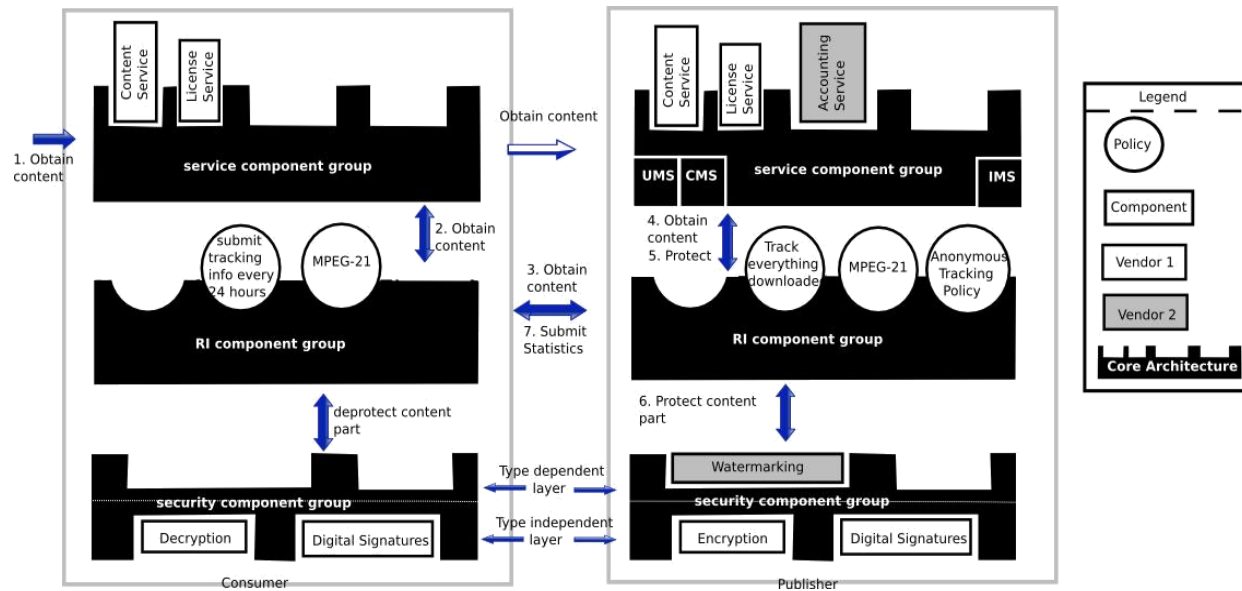 Content
Service
License
Service
1. Obtain
content
service component group
2. Obtain
content
submit
tracking
info every
24 hours
MPEG-21
RI component group
deprotect content
part
security component group
Decryption
Digital Signatures
Consumer
Obtain content
3. Obtain
content
7. Submit
Statistics
Type dependent
layer
Type independent
layer
Content
Service
License
Service
Accounting
Service
UMS
CMS
service component group
IMS
4. Obtain
content
5. Protect
Track
everything
downloade
MPEG-21
Anonymous
Tracking
Policy
RI component group
6. Protect content
part
Watermarking
security component group
Encryption
Digital Signatures
Publisher
Legend
Policy
Component
Vendor 1
Vendor 2
Core Architecture